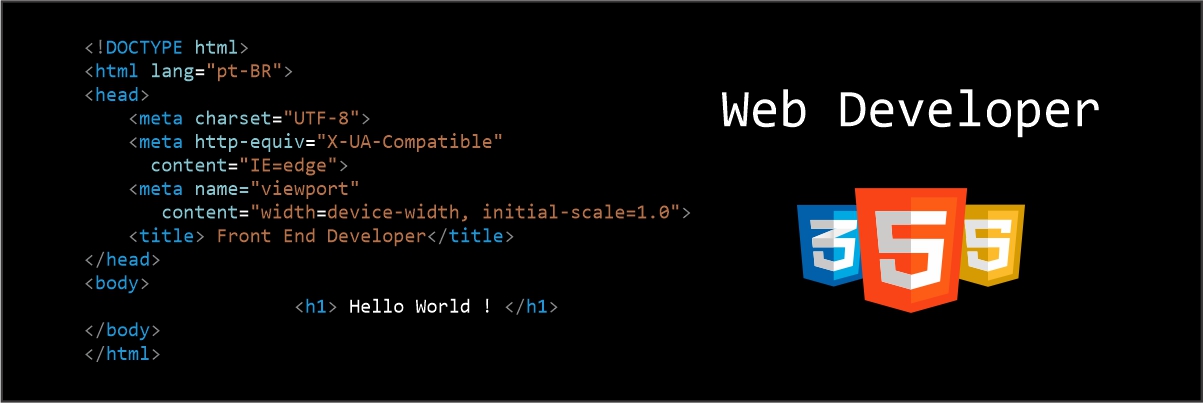 <!DOCTYPE html>
<html lang="pt-BR">
<head>
<meta charset="UTF-8">
<meta http-equiv="X-UA-Compatible"
content="IE=edge">
<meta name="viewport"
content="width=device-width, initial-scale=1.0">
<title> Front End Developer</title>
</head>
<body>
<h1> Hello World ! </h1>
</body>
</html>
Web Developer
3 5 5